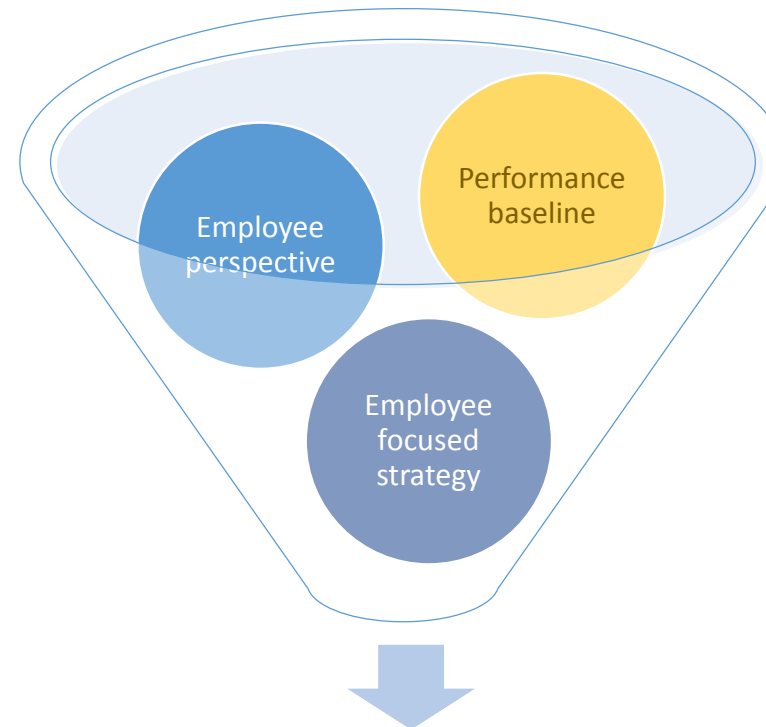 Performance
baseline
Employee
perspective
Employee
focused
strategy